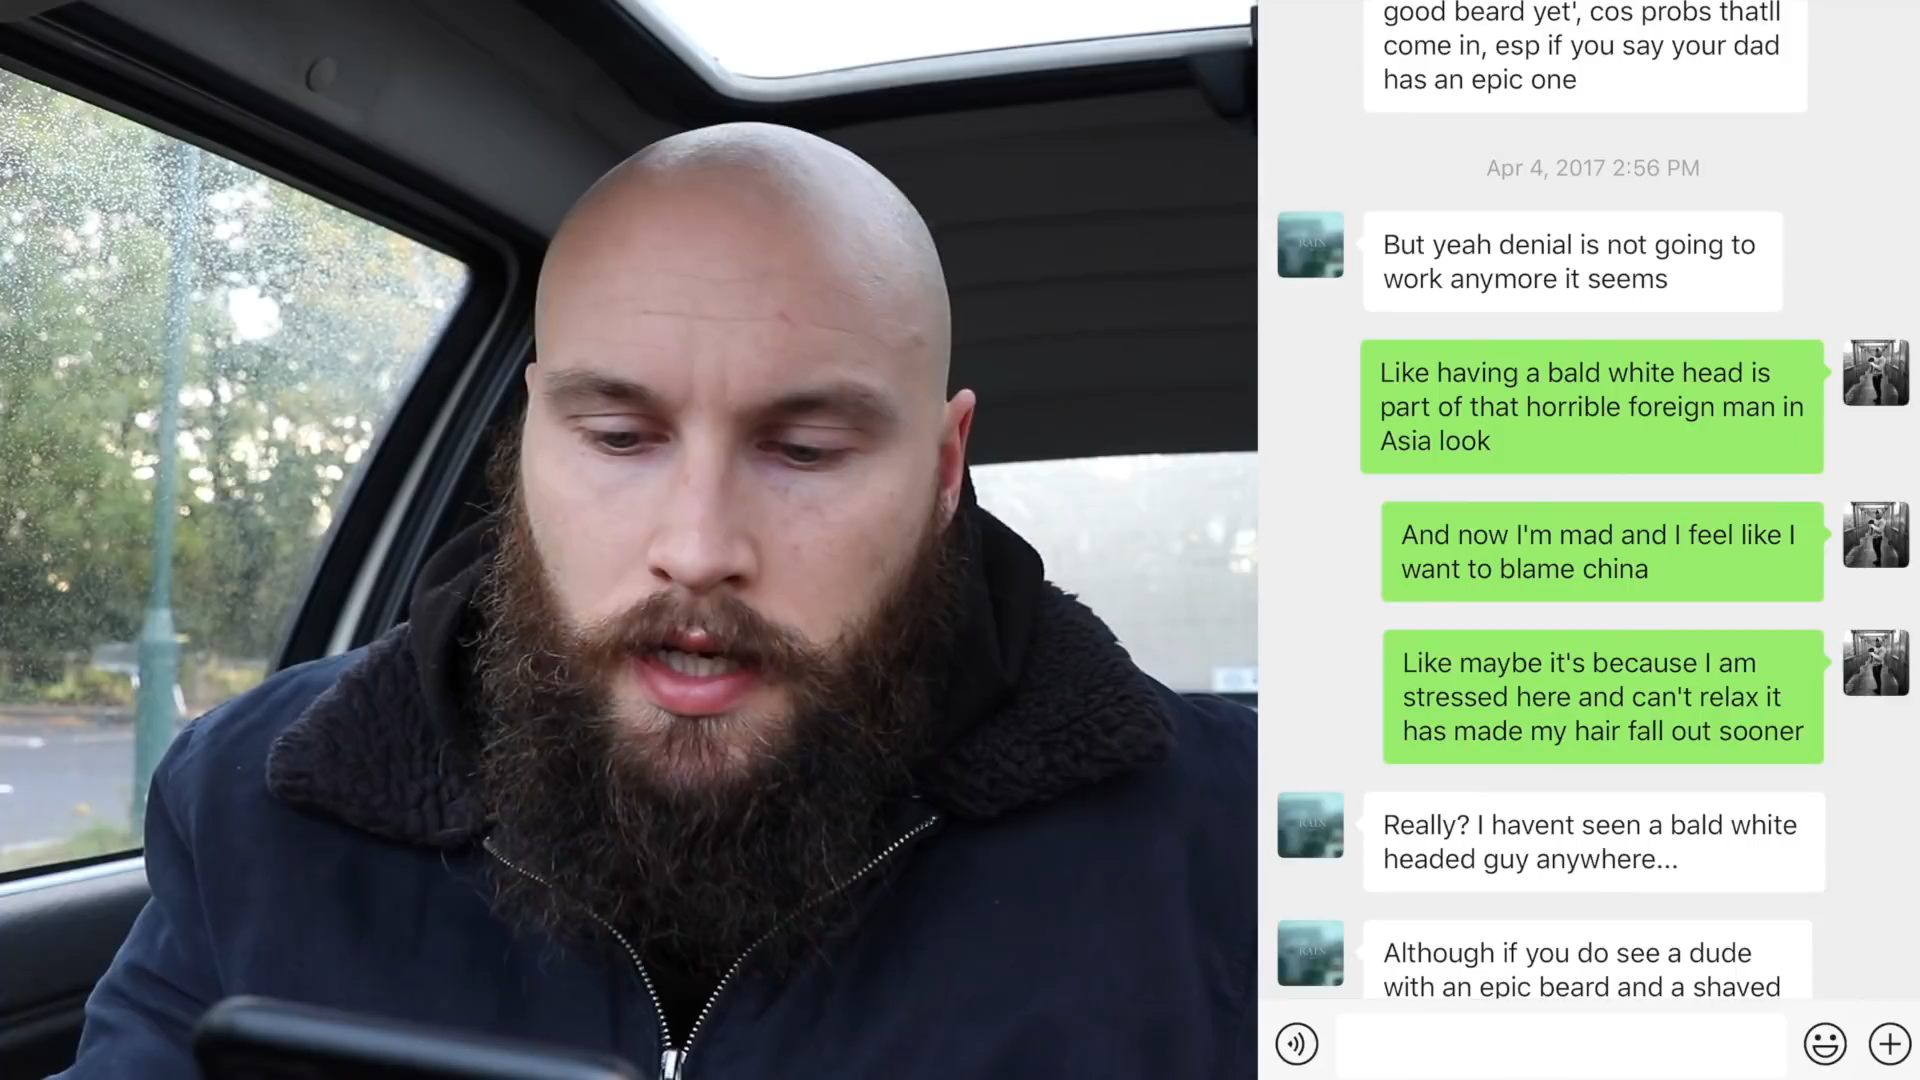 good beard yet', cos probs thatll
come in, esp if you say your dad
has an epic one
Apr 4, 2017 2:56 PM
RAIN
But yeah denial is not going to
work anymore it seems
Like having a bald white head is
part of that horrible foreign man in
Asia look
And now I'm mad and I feel like I
want to blame china
Like maybe it's because I am
stressed here and can't relax it
has made my hair fall out sooner
RAIN
Really? I havent seen a bald white
headed guy anywhere...
RAIN
Although if you do see a dude
with an epic beard and a shaved